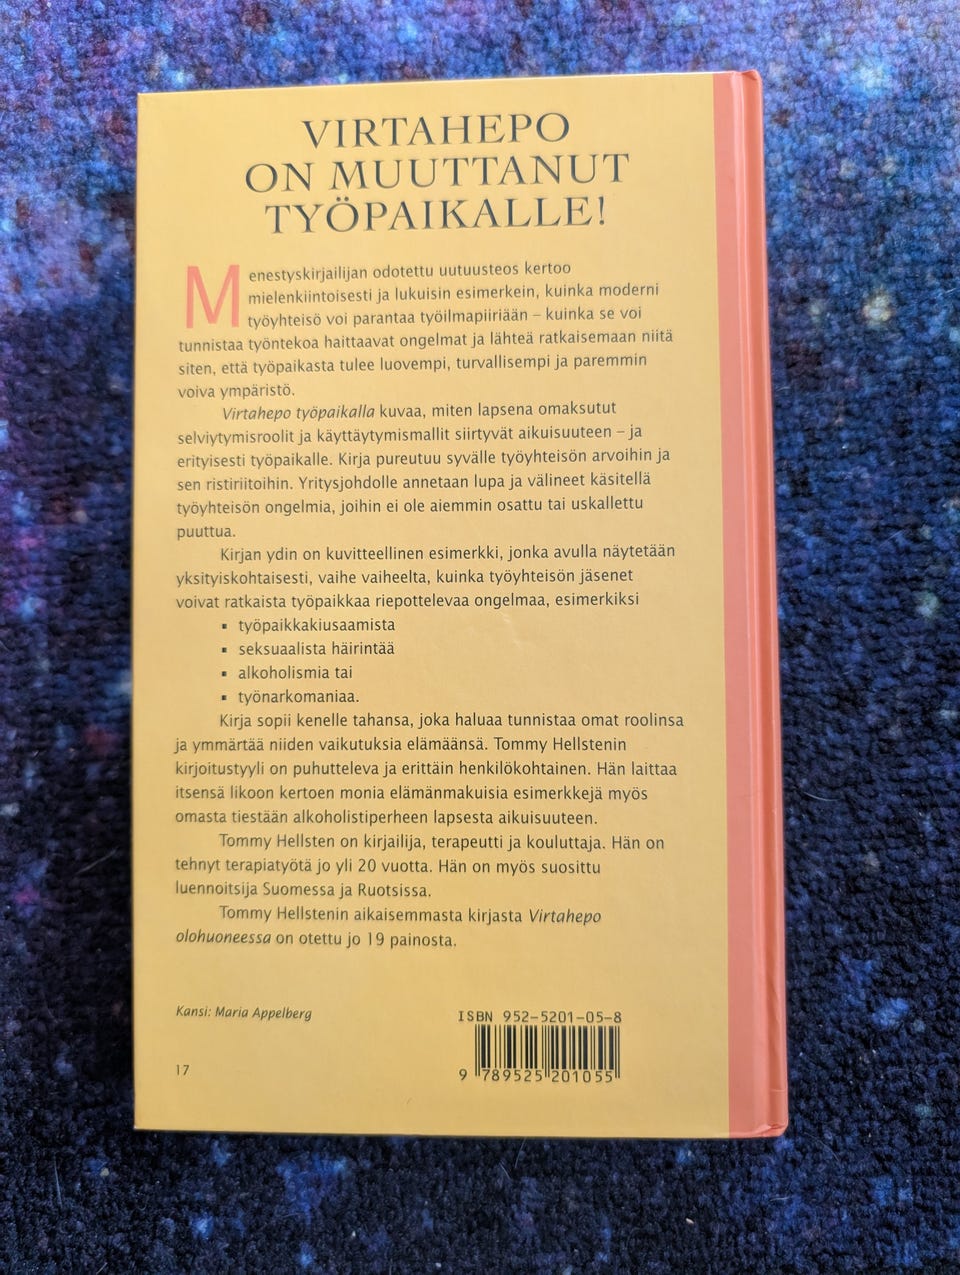 VIRTAHEPO
ON MUUTTANUT
TYÖPAIKALLE!
Menestyskirjailijan odotettu uutuusteos kertoo
mielenkiintoisesti ja lukuisin esimerkein, kuinka moderni
työyhteisö voi parantaa työilmapiiriään – kuinka se voi
tunnistaa työntekoa haittaavat ongelmat ja lähteä ratkaisemaan niitä
siten, että työpaikasta tulee luovempi, turvallisempi ja paremmin
voiva ympäristö.
Virtahepo työpaikalla kuvaa, miten lapsena omaksutut
selviytymisroolit ja käyttäytymismallit siirtyvät aikuisuuteen – ja
erityisesti työpaikalle. Kirja pureutuu syvälle työyhteisön arvoihin ja
sen ristiriitoihin. Yritysjohdolle annetaan lupa ja välineet käsitellä
työyhteisön ongelmia, joihin ei ole aiemmin osattu tai uskallettu
puuttua.
Kirjan ydin on kuvitteellinen esimerkki, jonka avulla näytetään
yksityiskohtaisesti, vaihe vaiheelta, kuinka työyhteisön jäsenet
voivat ratkaista työpaikkaa riepottelevaa ongelmaa, esimerkiksi
▪ työpaikkakiusaamista
▪ seksuaalista häirintää
▪ alkoholismia tai
▪ työnarkomaniaa.
Kirja sopii kenelle tahansa, joka haluaa tunnistaa omat roolinsa
ja ymmärtää niiden vaikutuksia elämäänsä. Tommy Hellstenin
kirjoitustyyli on puhutteleva ja erittäin henkilökohtainen. Hän laittaa
itsensä likoon kertoen monia elämänmakuisia esimerkkejä myös
omasta tiestään alkoholistiperheen lapsesta aikuisuuteen.
Tommy Hellsten on kirjailija, terapeutti ja kouluttaja. Hän on
tehnyt terapiatyötä jo yli 20 vuotta. Hän on myös suosittu
luennoitsija Suomessa ja Ruotsissa.
Tommy Hellstenin aikaisemmasta kirjasta Virtahepo
olohuoneessa on otettu jo 19 painosta.
Kansi: Maria Appelberg
ISBN 952-5201-05-8
17
9 789525 201055